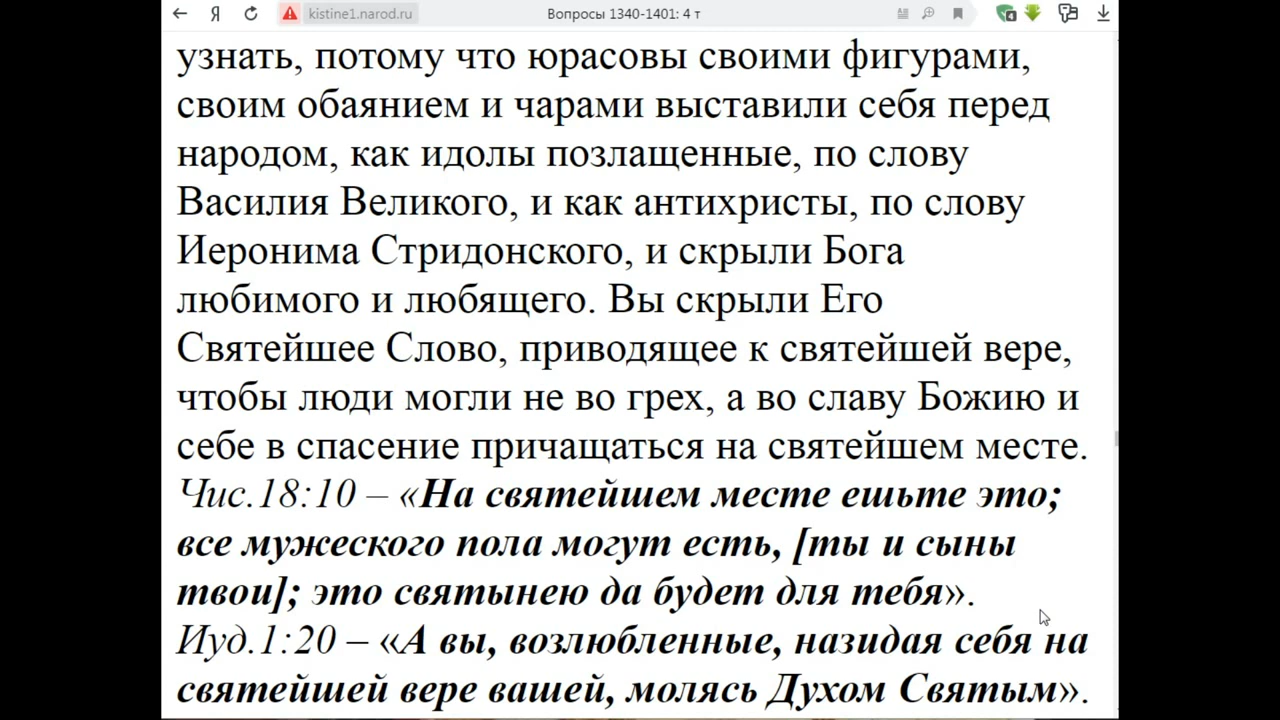 Я kistine1.narod.ru Вопросы 1340-1401: 4 т 4
узнать, потому что юрасовы своими фигурами,
своим обаянием и чарами выставили себя перед
народом, как идолы позлащенные, по слову
Василия Великого, и как антихристы, по слову
Иеронима Стридонского, и скрыли Бога
любимого и любящего. Вы скрыли Его
Святейшее Слово, приводящее к святейшей вере,
чтобы люди могли не во грех, а во славу Божию и
себе в спасение причащаться на святейшем месте.
Чис.18:10 – «На святейшем месте ешьте это;
все мужеского пола могут есть, [ты и сыны
твои]; это святынею да будет для тебя».
Иуд.1:20 – «А вы, возлюбленные, назидая себя на
святейшей вере вашей, молясь Духом Святым».